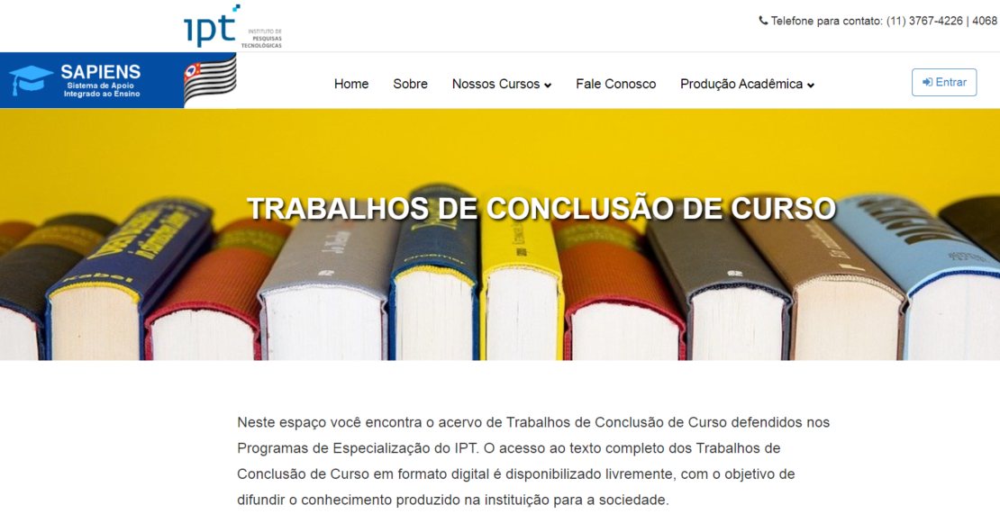 ipt
INSTITUTO DE
PESQUISAS
TECNOLÓGICAS
Telefone para contato: (11) 3767-4226 | 4068
SAPIENS
Sistema de Apoio
Integrado ao Ensino
Home Sobre Nossos Cursos Fale Conosco Produção Acadêmica Entrar
TRABALHOS DE CONCLUSÃO DE CURSO
Kabel
Neste espaço você encontra o acervo de Trabalhos de Conclusão de Curso defendidos nos
Programas de Especialização do IPT. O acesso ao texto completo dos Trabalhos de
Conclusão de Curso em formato digital é disponibilizado livremente, com o objetivo de
difundir o conhecimento produzido na instituição para a sociedade.